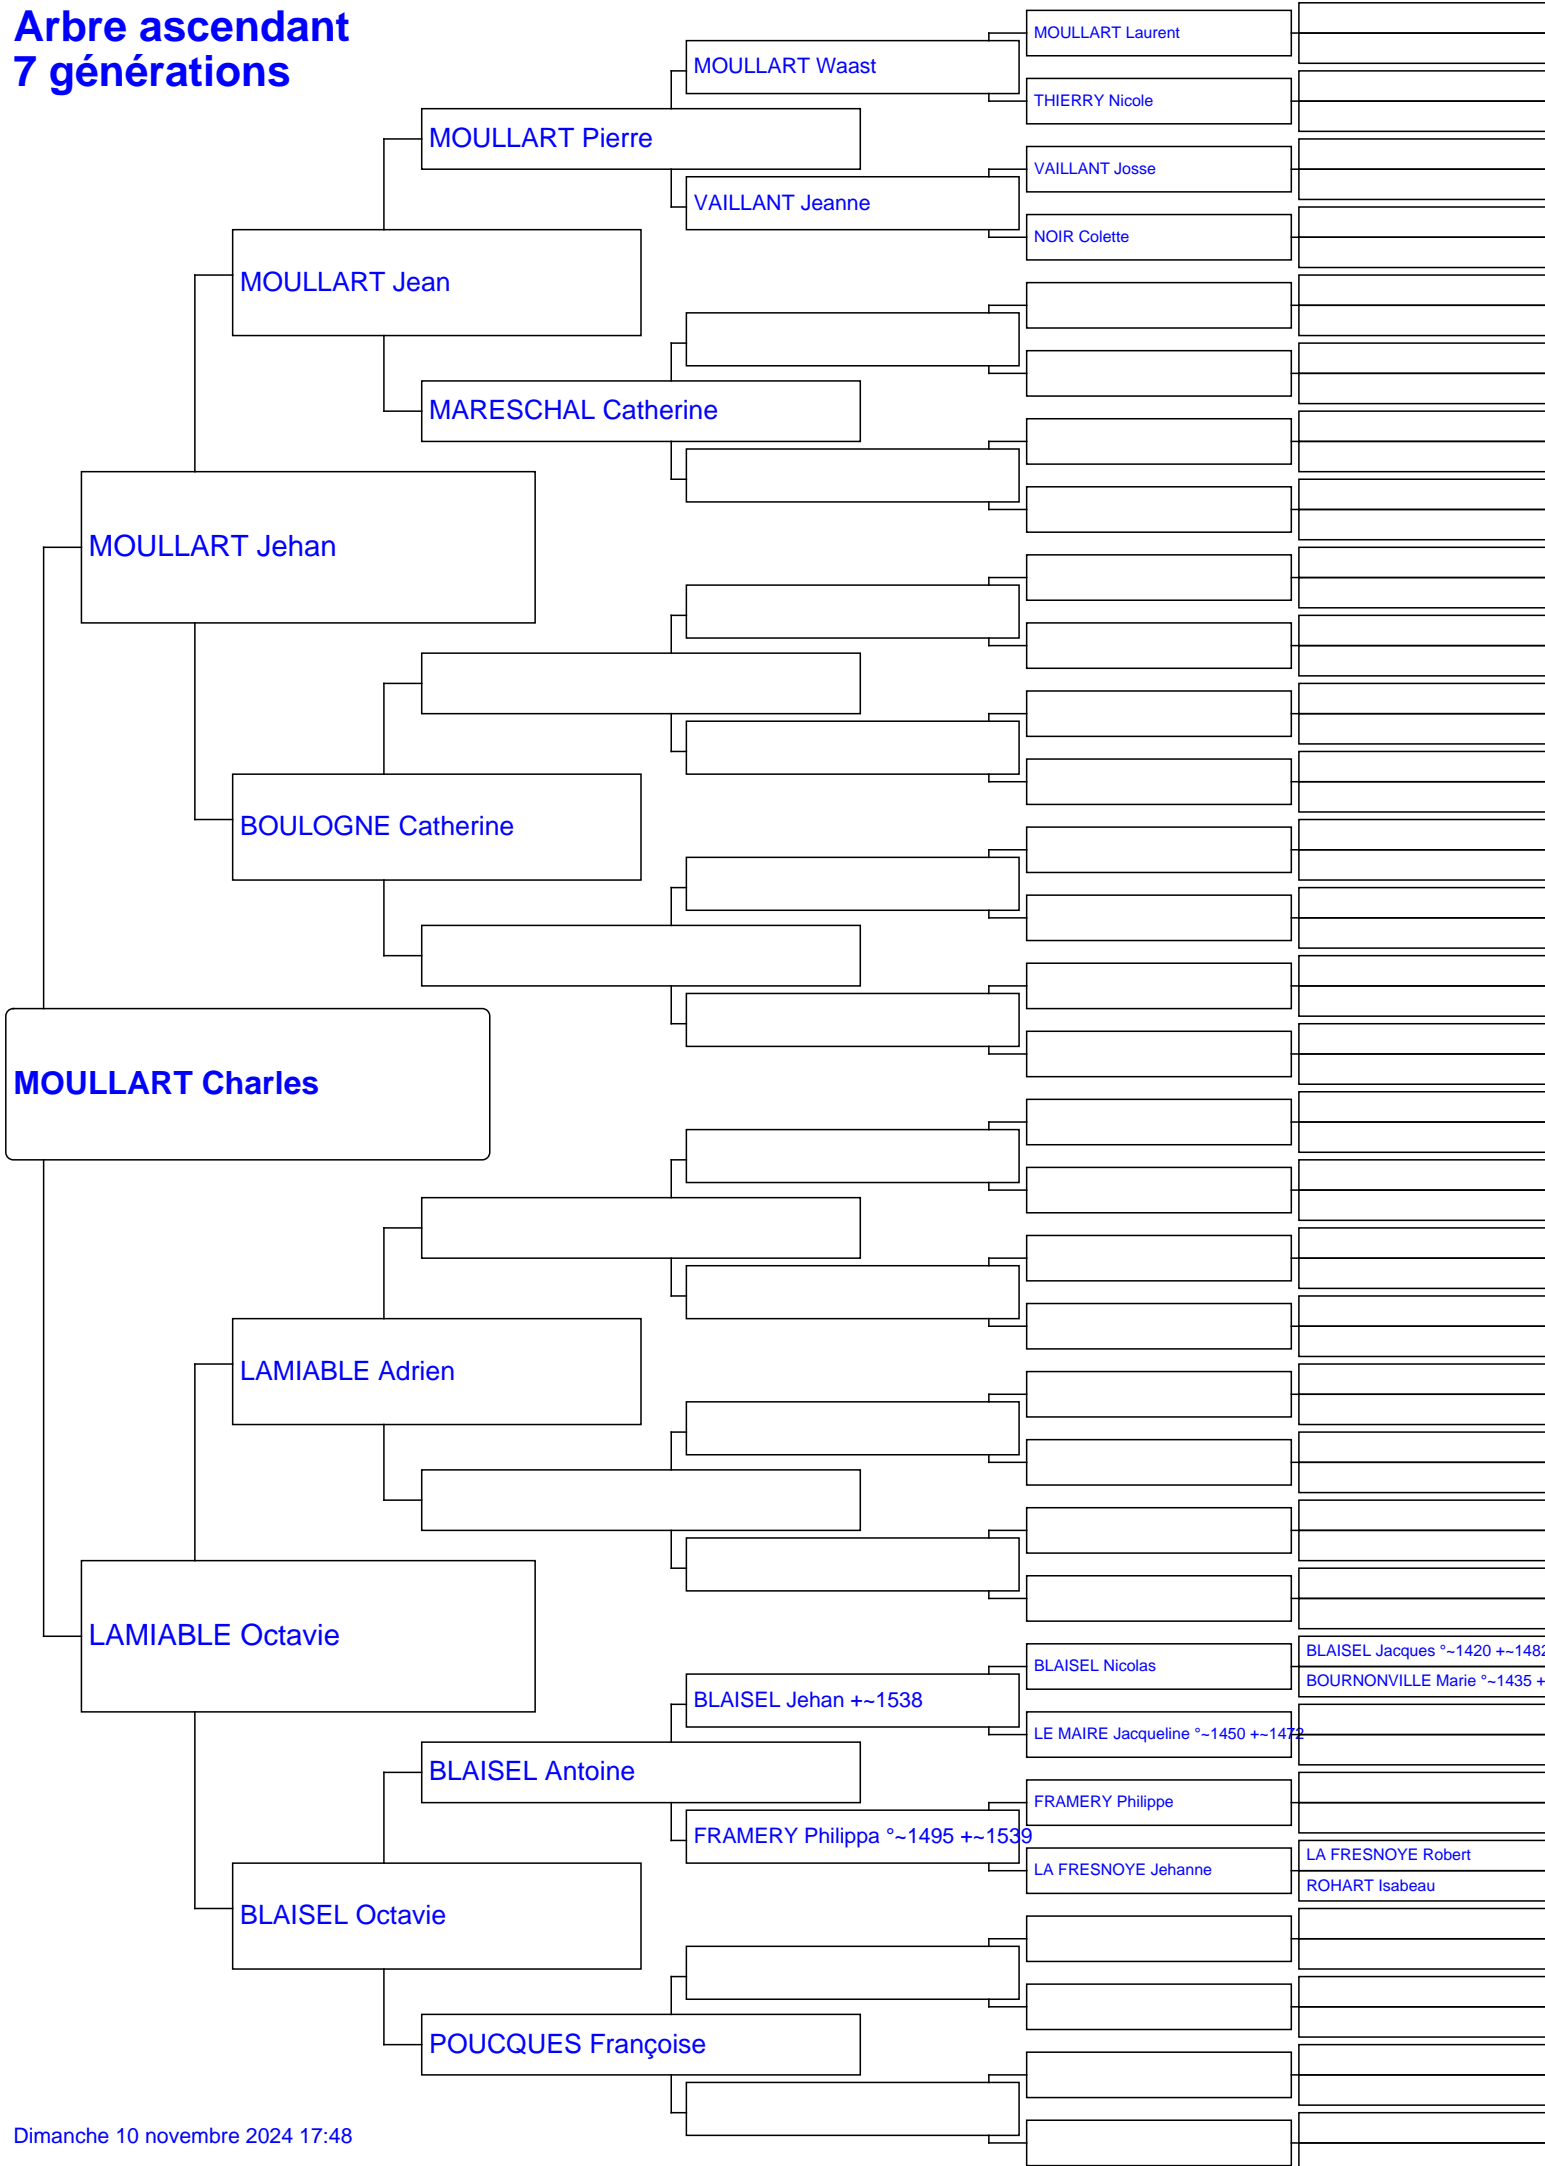 Arbre ascendant
7 générations
MOULLART Laurent
MOULLART Waast
THIERRY Nicole
MOULLART Pierre
VAILLANT Josse
VAILLANT Jeanne
NOIR Colette
MOULLART Jean
MARESCHAL Catherine
MOULLART Jehan
BOULOGNE Catherine
MOULLART Charles
LAMIABLE Adrien
LAMIABLE Octavie
BLAISEL Jacques °~1420 +~1482
BLAISEL Nicolas
BOURNONVILLE Marie °~1435 +
BLAISEL Jehan +~1538
LE MAIRE Jacqueline °~1450 +~1472
BLAISEL Antoine
FRAMERY Philippe
FRAMERY Philippa °~1495 +~1539
LA FRESNOYE Robert
LA FRESNOYE Jehanne
ROHART Isabeau
BLAISEL Octavie
POUCQUES Françoise
Dimanche 10 novembre 2024 17:48